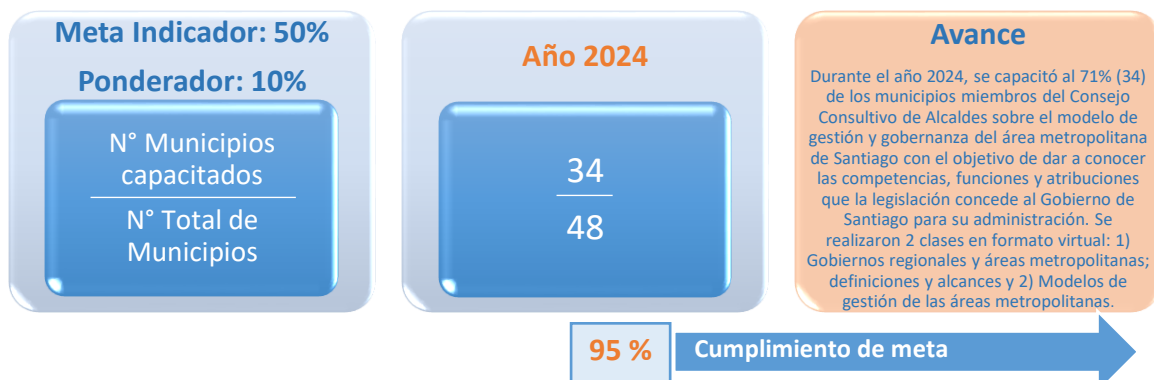 Meta Indicador: 50%
Ponderador: 10%
N° Municipios
capacitados
N° Total de
Municipios
Año 2024
34
48
Avance
Durante el año 2024, se capacitó al 71% (34)
de los municipios miembros del Consejo
Consultivo de Alcaldes sobre el modelo de
gestión y gobernanza del área metropolitana
de Santiago con el objetivo de dar a conocer
las competencias, funciones y atribuciones
que la legislación concede al Gobierno de
Santiago para su administración. Se
realizaron 2 clases en formato virtual: 1)
Gobiernos regionales y áreas metropolitanas;
definiciones y alcances y 2) Modelos de
gestión de las áreas metropolitanas.
95 %
Cumplimiento de meta